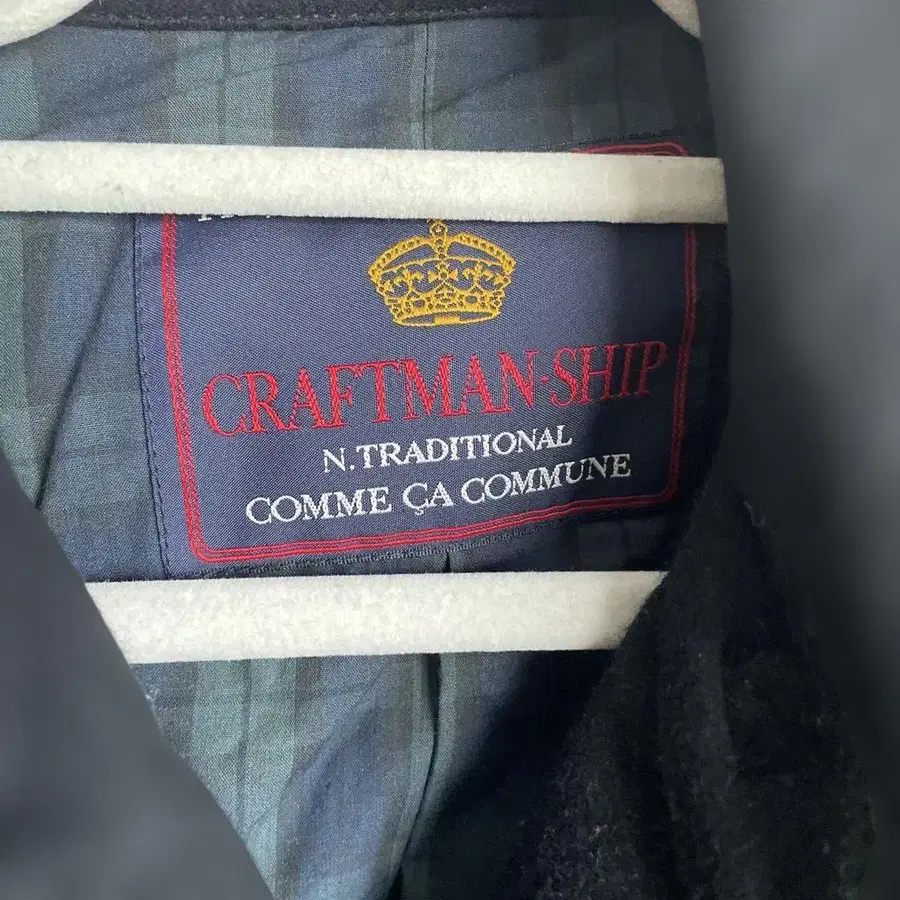 CRAFTMAN-SHIP
N.TRADITIONAL
COMME ÇA COMMUNE